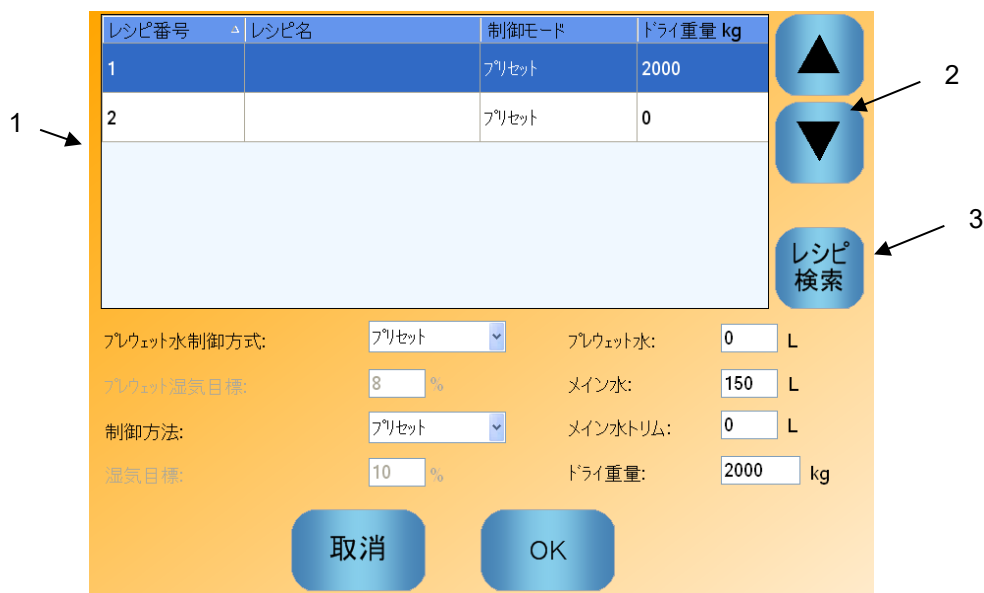 レシピ番号 レシピ名 制御モード ドライ重量 kg
1 プリセット 2000
2 プリセット 0
1
2
3
レシピ
検索
プレウェット水制御方式: プリセット プレウェット水: 0 L
プレウェット湿気目標: 8 % メイン水: 150 L
制御方法: プリセット メイン水トリム: 0 L
湿気目標: 10 % ドライ重量: 2000 kg
取消 OK